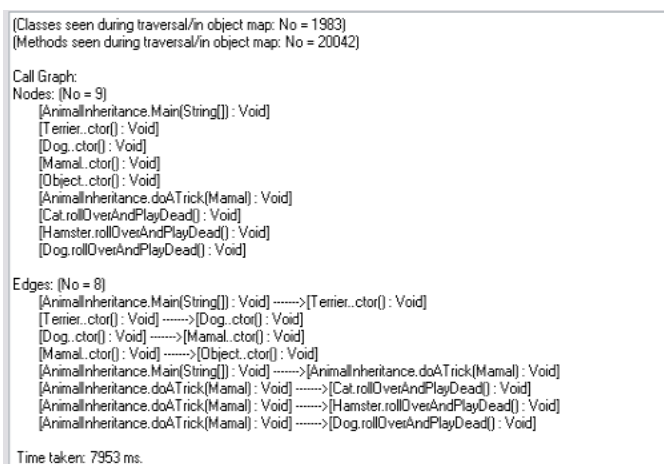 (Classes seen during traversal/in object map: No = 1983)
(Methods seen during traversal/in object map: No = 20042)
Call Graph:
Nodes: (No = 9)
[AnimalInheritance.Main(String[]) : Void]
[Terrier..ctor() : Void]
[Dog..ctor() : Void]
[Mamal..ctor() : Void]
[Object..ctor() : Void]
[AnimalInheritance.doATrick(Mamal) : Void]
[Cat.rollOverAndPlayDead() : Void]
[Hamster.rollOverAndPlayDead() : Void]
[Dog.rollOverAndPlayDead() : Void]
Edges: (No = 8)
[AnimalInheritance.Main(String[]) : Void] ------->[Terrier..ctor() : Void]
[Terrier..ctor() : Void] ------->[Dog..ctor() : Void]
[Dog..ctor() : Void] ------->[Mamal..ctor() : Void]
[Mamal..ctor() : Void] ------->[Object..ctor() : Void]
[AnimalInheritance.Main(String[]) : Void] ------->[AnimalInheritance.doATrick(Mamal) : Void]
[AnimalInheritance.doATrick(Mamal) : Void] ------->[Cat.rollOverAndPlayDead() : Void]
[AnimalInheritance.doATrick(Mamal) : Void] ------->[Hamster.rollOverAndPlayDead() : Void]
[AnimalInheritance.doATrick(Mamal) : Void] ------->[Dog.rollOverAndPlayDead() : Void]
Time taken: 7953 ms.